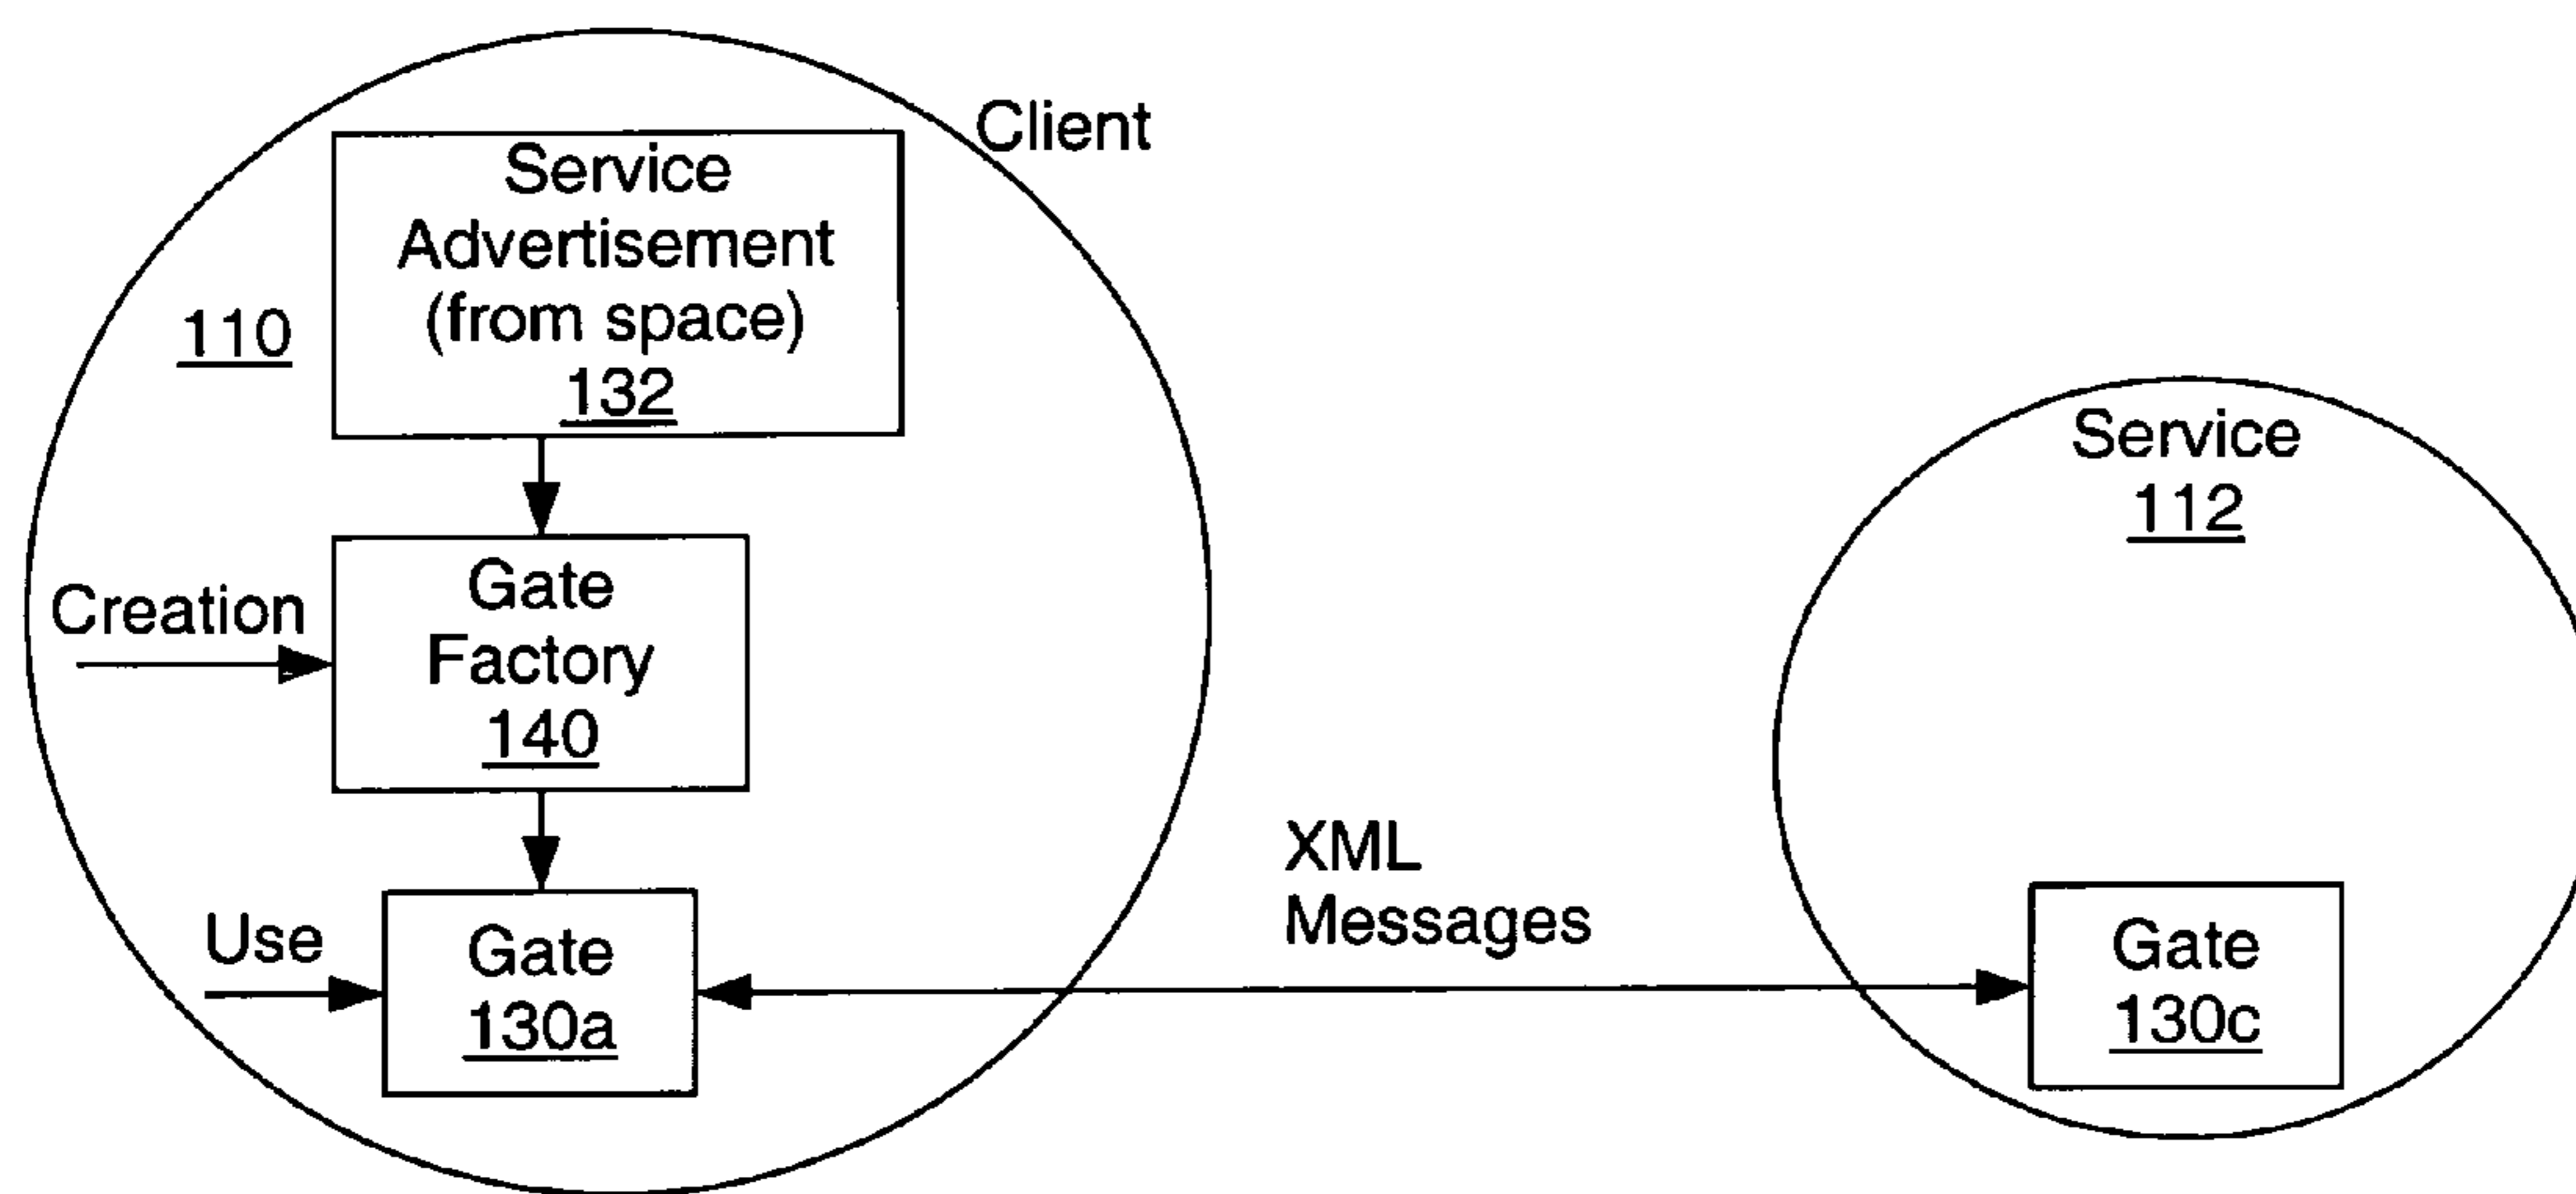 Client
Service
Advertisement
(from space)
132
110
Creation
Gate
Factory
140
Use
Gate
130a
XML
Messages
Service
112
Gate
130c